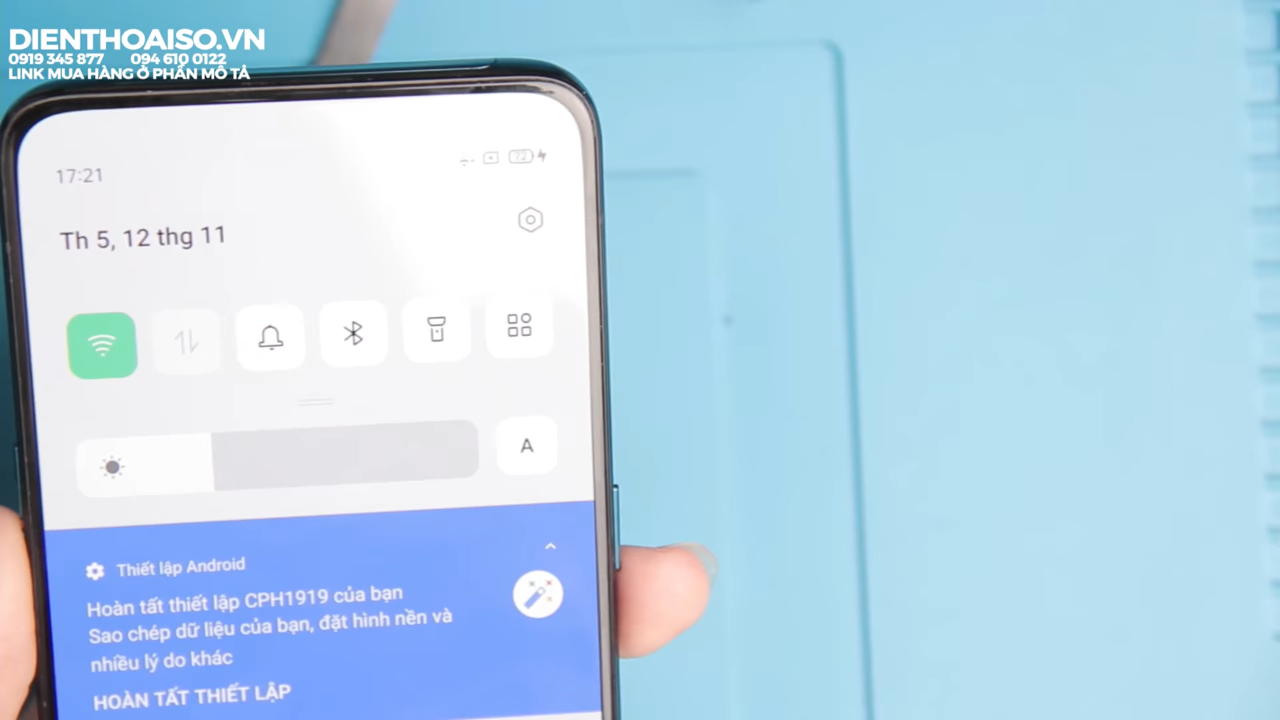 DIENTHOAISO.VN
0919 345 877 094 610 0122
LINK MUA HÀNG Ở PHẦN MÔ TẢ
17:21
72
Th 5, 12 thg 11
A
Thiết lập Android
Hoàn tất thiết lập CPH1919 của bạn
Sao chép dữ liệu của bạn, đặt hình nền và
nhiều lý do khác
HOÀN TẤT THIẾT LẬP